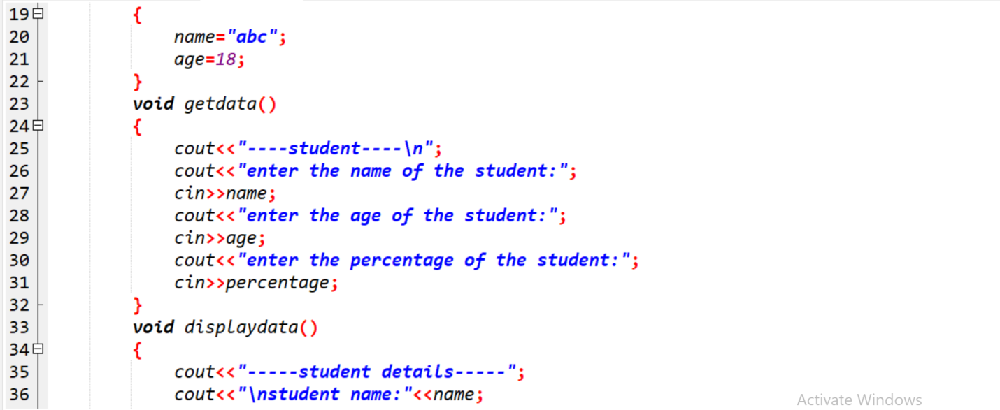 19 {
20 name="abc";
21 age=18;
22 }
23 void getdata()
24 {
25 cout<<"----student----\n";
26 cout<<"enter the name of the student:";
27 cin>>name;
28 cout<<"enter the age of the student:";
29 cin>>age;
30 cout<<"enter the percentage of the student:";
31 cin>>percentage;
32 }
33 void displaydata()
34 {
35 cout<<"-----student details-----";
36 cout<<"\nstudent name:"<<name;
Activate Windows